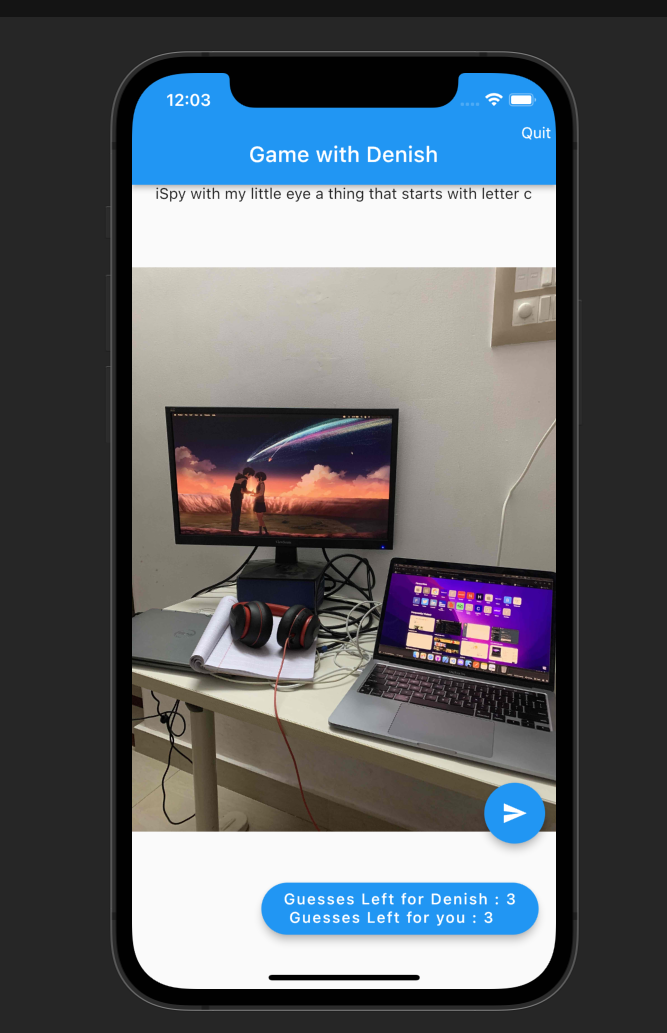 12:03
Quit
Game with Denish
iSpy with my little eye a thing that starts with letter c
Guesses Left for Denish : 3
Guesses Left for you : 3